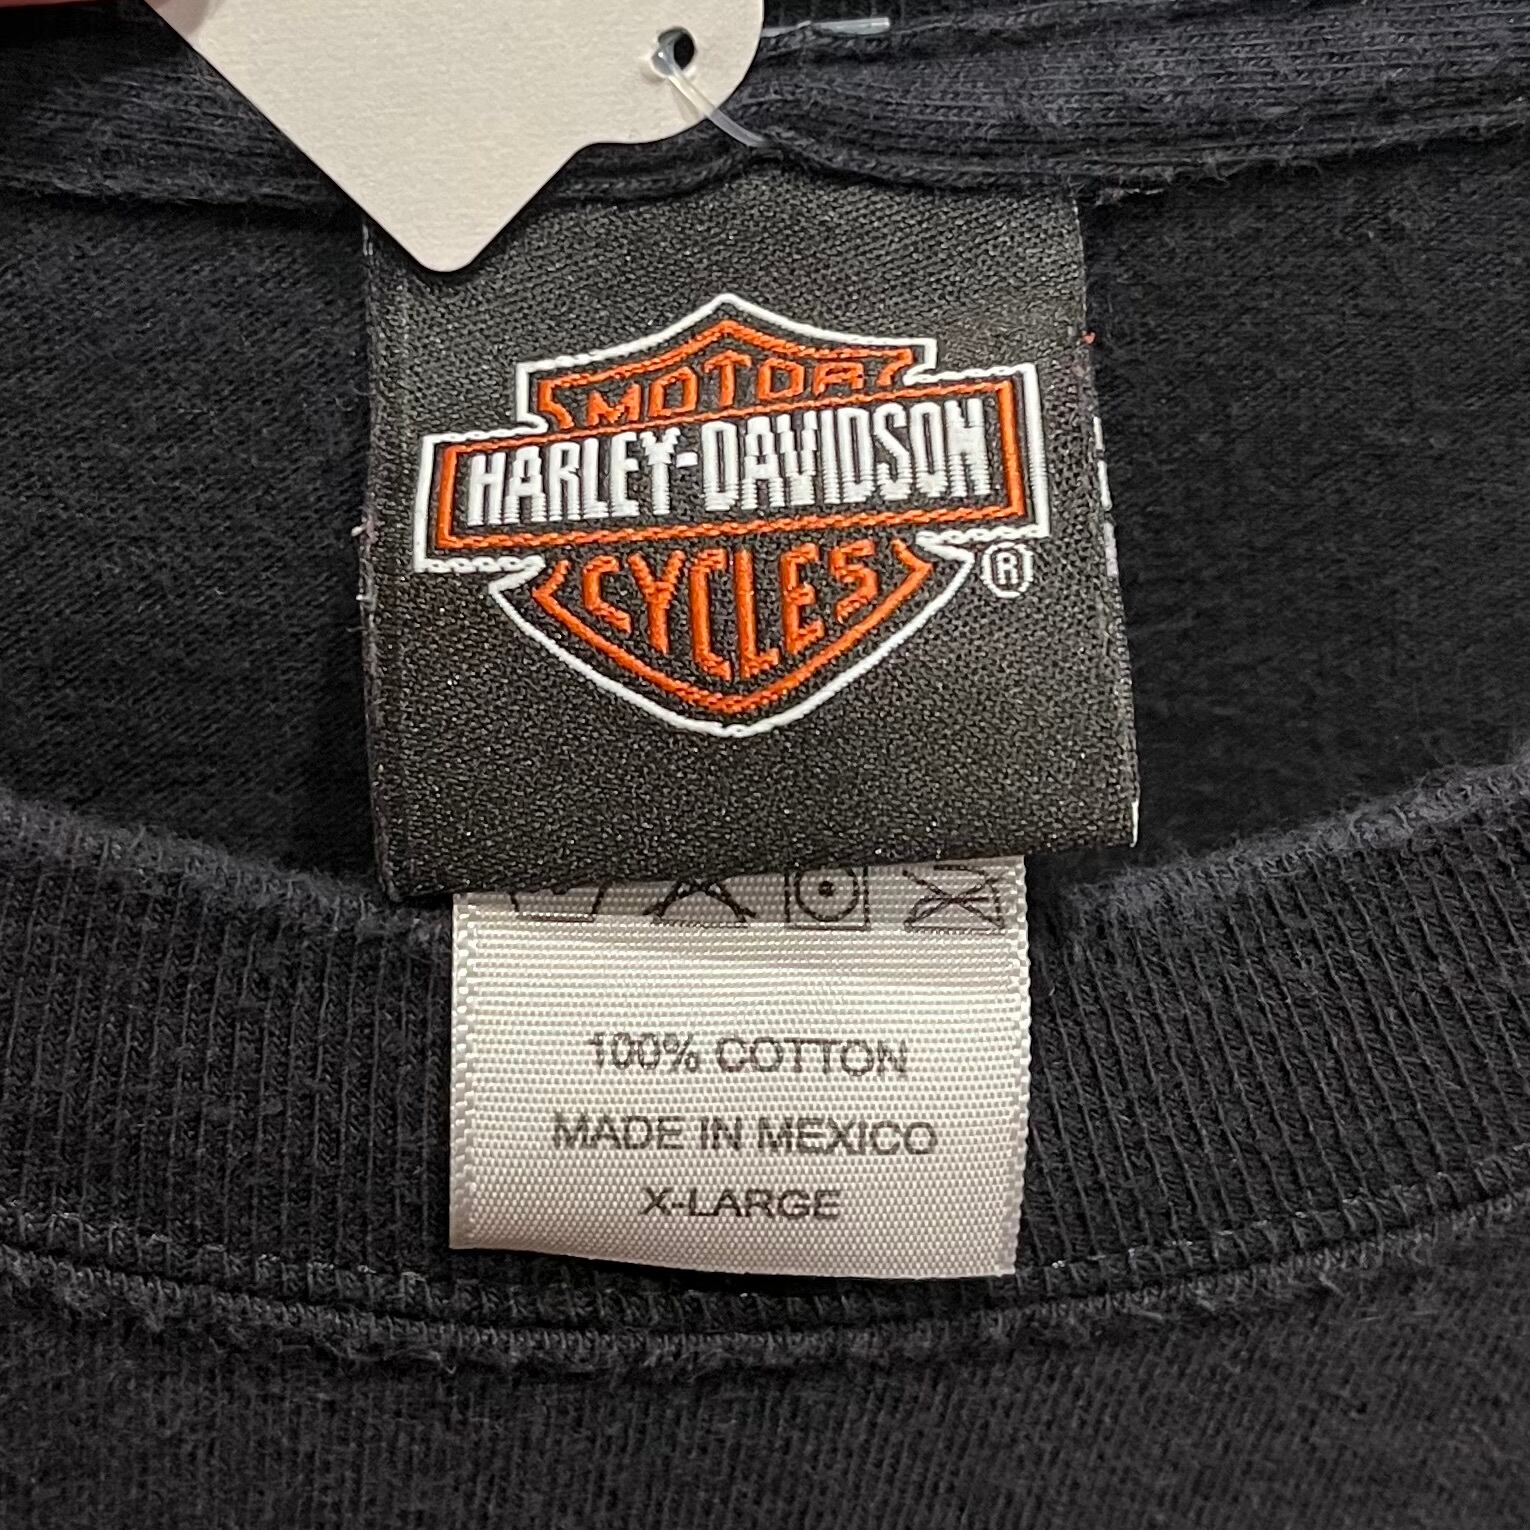 MOTOR
HARLEY-DAVIDSON
CYCLES
®
100% COTTON
MADE IN MEXICO
X-LARGE